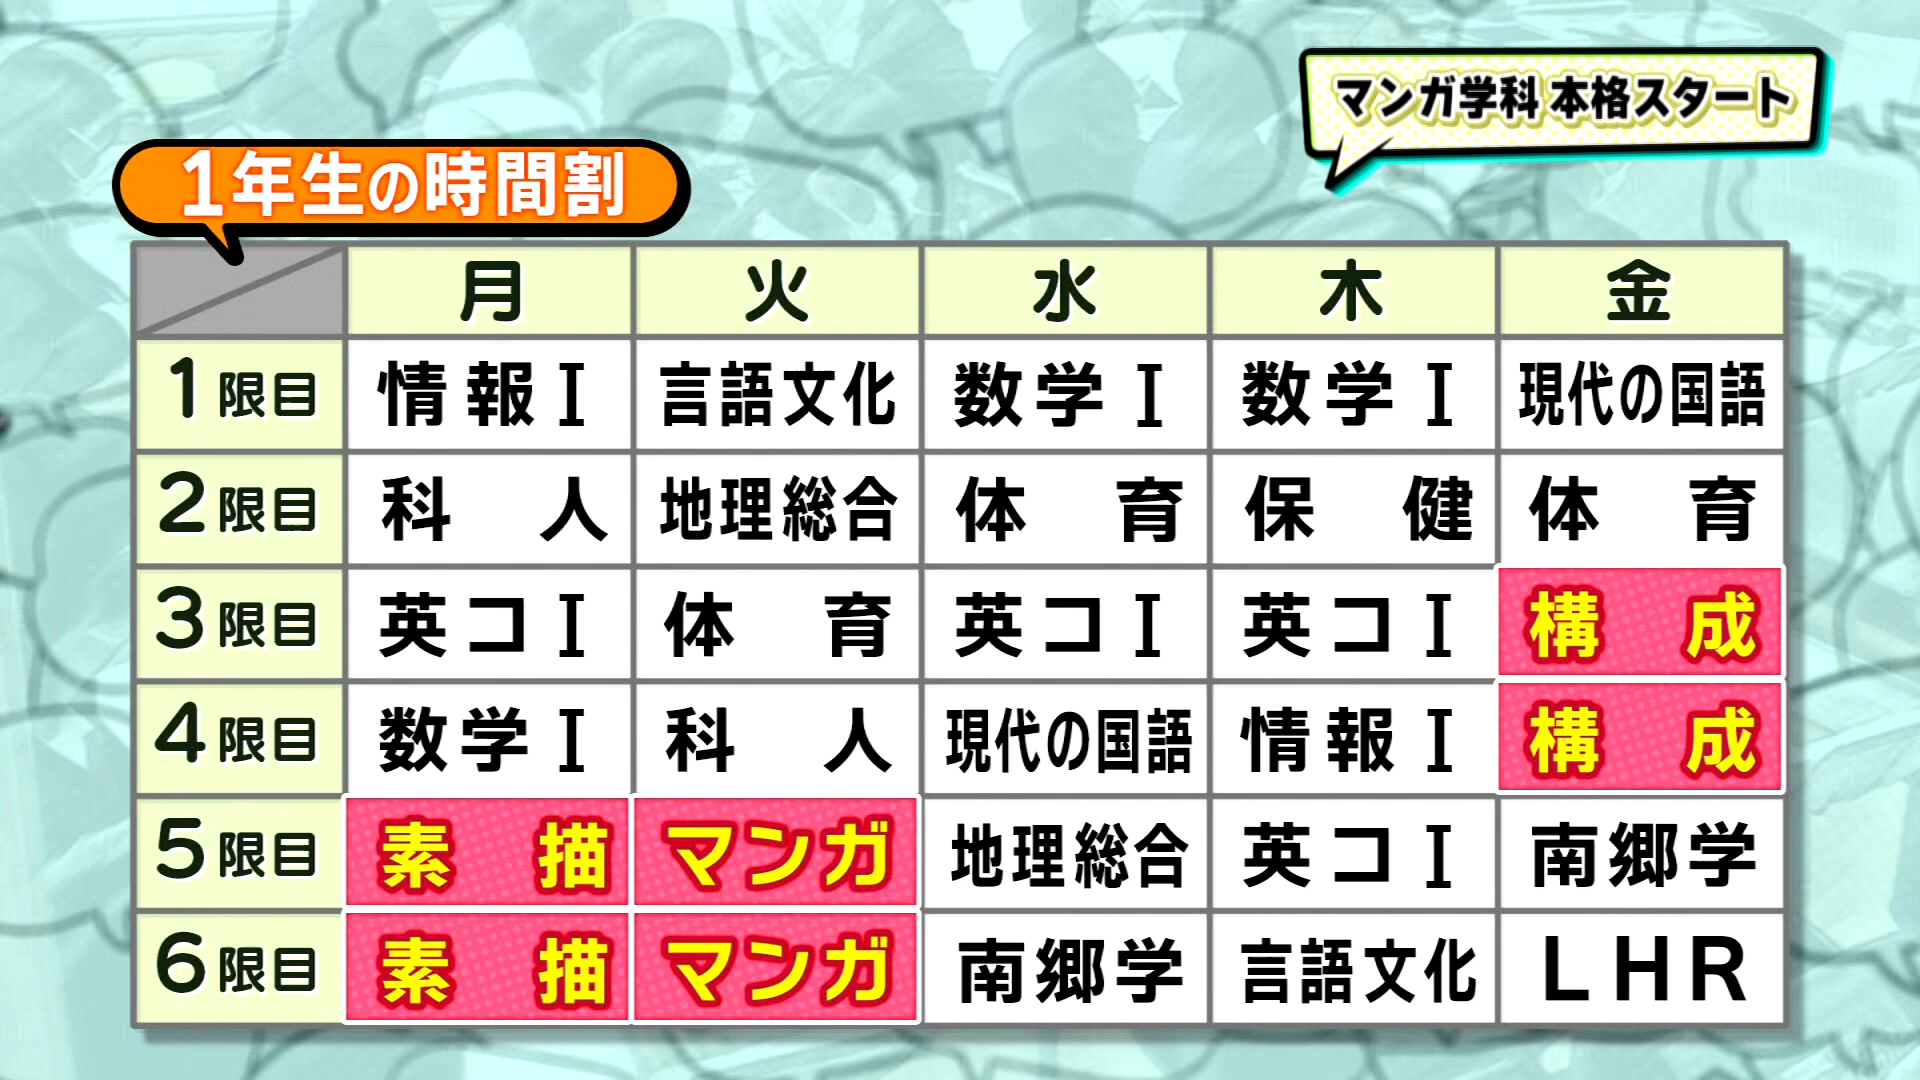 マンガ学科 本格スタート
1年生の時間割
月 火 水 木 金
1限目 情報Ⅰ 言語文化 数学Ⅰ 数学Ⅰ 現代の国語
2限目 科人 地理総合 体育 保健 体育
3限目 英コⅠ 体育 英コⅠ 英コⅠ 構成
4限目 数学Ⅰ 科人 現代の国語 情報Ⅰ 構成
5限目 素描 マンガ 地理総合 英コⅠ 南郷学
6限目 素描 マンガ 南郷学 言語文化 LHR